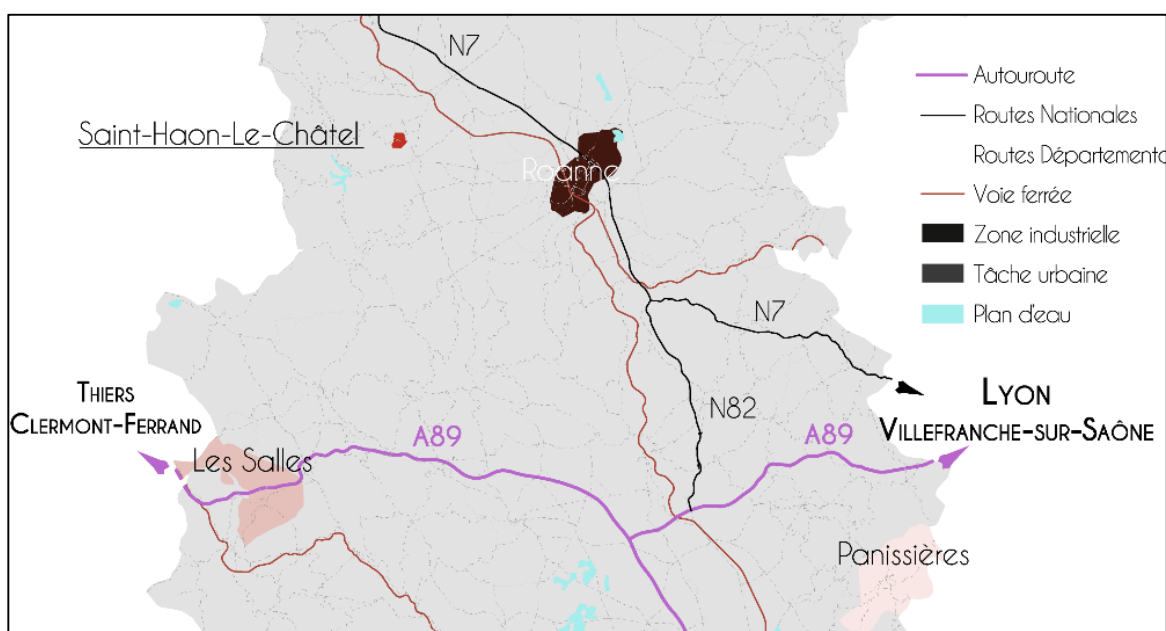 N7
Saint-Haon-Le-Châtel
Roanne
Autouroute
Routes Nationales
Routes Départementa
Voie ferrée
Zone industrielle
Tâche urbaine
Plan d'eau
N7
N82
THIERS
CLERMONT-FERRAND
LYON
VILLEFRANCHE-SUR-SAÔNE
A89
A89
Les Salles
Panissières